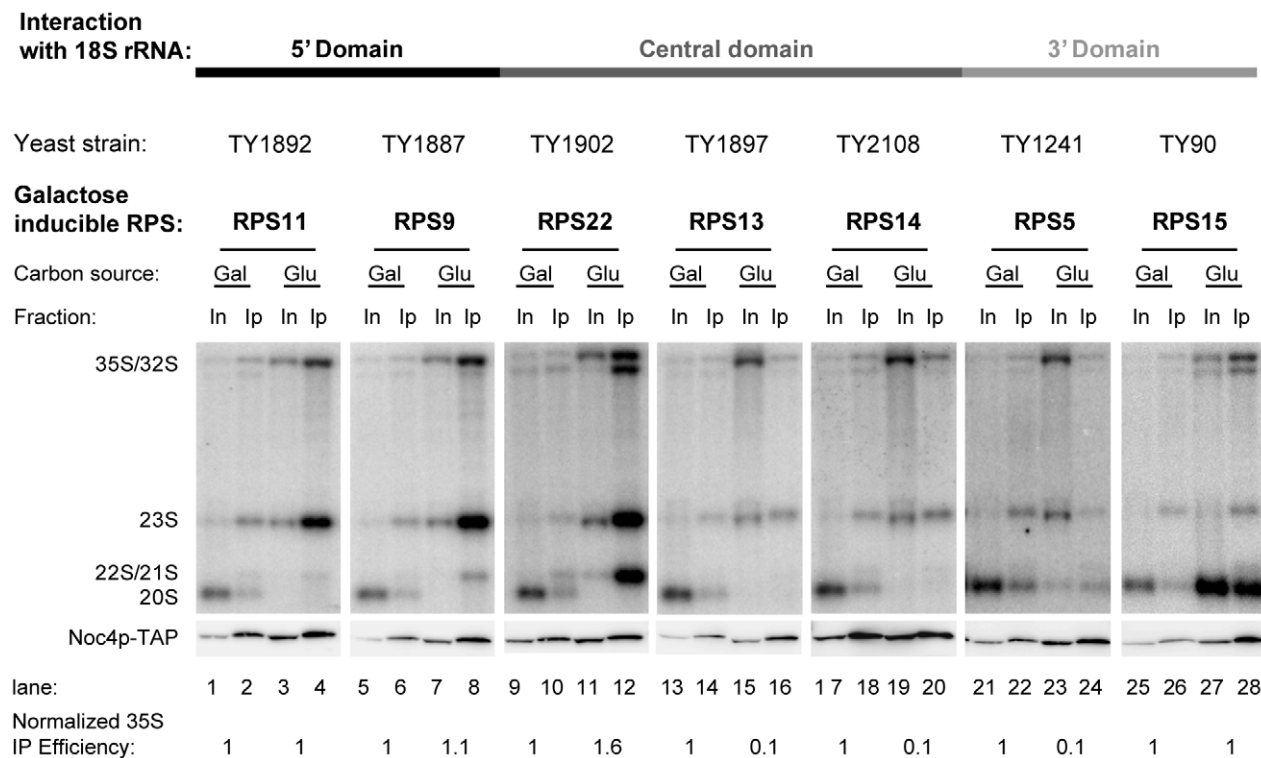 Interaction
with 18S rRNA: 5’ Domain Central domain 3’ Domain
Yeast strain: TY1892 TY1887 TY1902 TY1897 TY2108 TY1241 TY90
Galactose
inducible RPS: RPS11 RPS9 RPS22 RPS13 RPS14 RPS5 RPS15
Carbon source: Gal Glu Gal Glu Gal Glu Gal Glu Gal Glu Gal Glu Gal Glu
Fraction: In Ip In Ip In Ip In Ip In Ip In Ip In Ip In Ip In Ip In Ip In Ip In Ip In Ip In Ip
35S/32S
23S
22S/21S
20S
Noc4p-TAP
lane: 1 2 3 4 5 6 7 8 9 10 11 12 13 14 15 16 17 18 19 20 21 22 23 24 25 26 27 28
Normalized 35S
IP Efficiency: 1 1 1 1.1 1 1.6 1 0.1 1 0.1 1 0.1 1 1